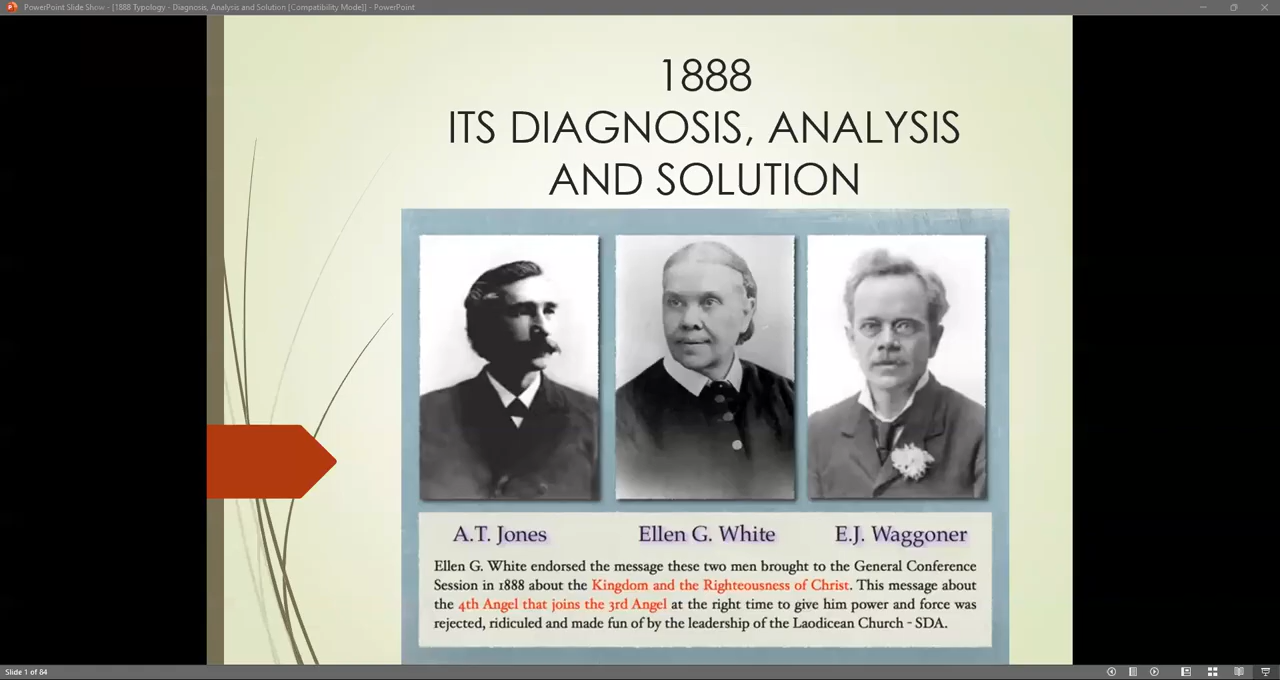 PowerPoint Slide Show - [1888 Typology - Diagnosis, Analysis and Solution [Compatibility Mode]] - PowerPoint
1888
ITS DIAGNOSIS, ANALYSIS
AND SOLUTION
A.T. Jones
Ellen G. White
E.J. Waggoner
Ellen G. White endorsed the message these two men brought to the General Conference
Session in 1888 about the Kingdom and the Righteousness of Christ. This message about
the 4th Angel that joins the 3rd Angel at the right time to give him power and force was
rejected, ridiculed and made fun of by the leadership of the Laodicean Church - SDA.
Slide 1 of 84